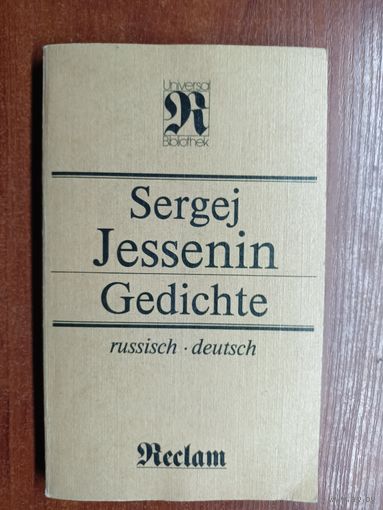 Universal
R
Bibliothek
Sergej
Jessenin
Gedichte
russisch · deutsch
Reclam